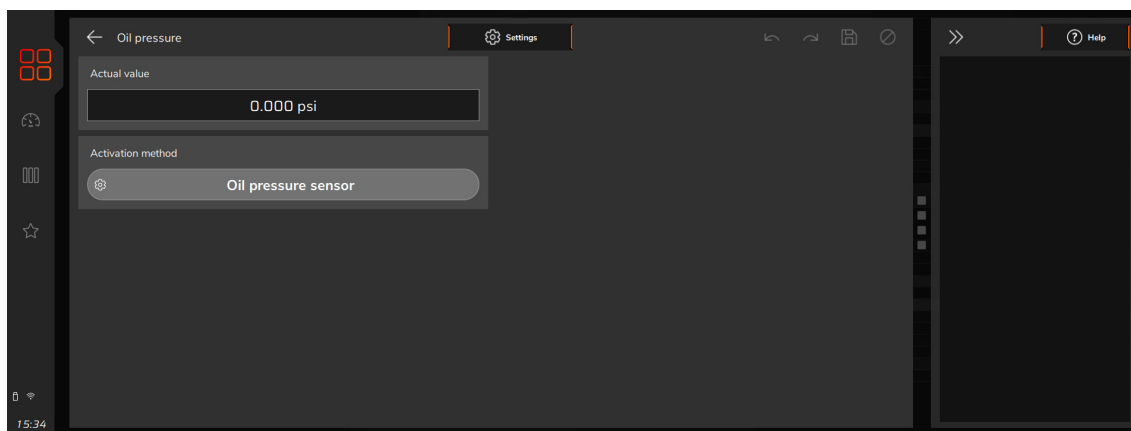 Oil pressure
Settings
Help
Actual value
0.000 psi
Activation method
Oil pressure sensor
15:34